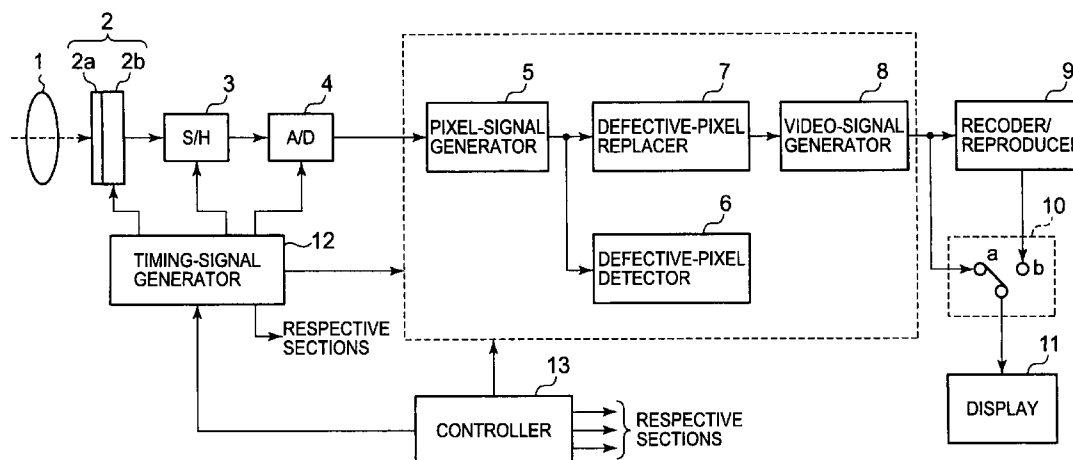 2
1
2a
2b
3
4
5
7
8
9
S/H
A/D
PIXEL-SIGNAL
GENERATOR
DEFECTIVE-PIXEL
REPLACER
VIDEO-SIGNAL
GENERATOR
RECODER/
REPRODUCER
6
DEFECTIVE-PIXEL
DETECTOR
12
TIMING-SIGNAL
GENERATOR
10
a
b
RESPECTIVE
SECTIONS
13
CONTROLLER
RESPECTIVE
SECTIONS
11
DISPLAY